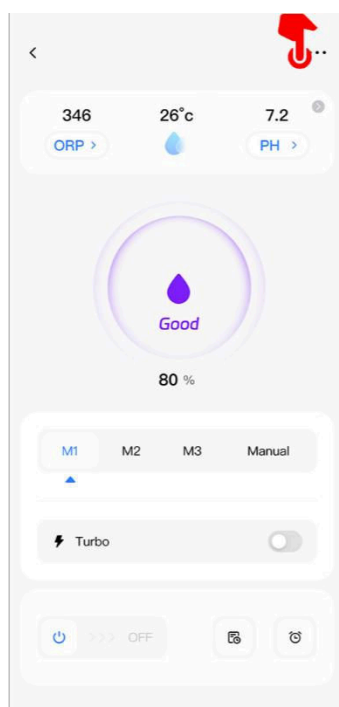 346 26°c 7.2
ORP > PH >
Good
80 %
M1 M2 M3 Manual
Turbo
>>> OFF